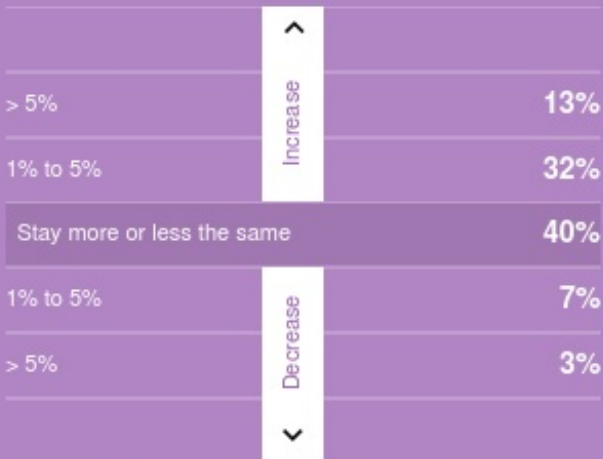 > 5%
Increase
13%
1% to 5%
32%
Stay more or less the same
40%
1% to 5%
Decrease
7%
> 5%
3%